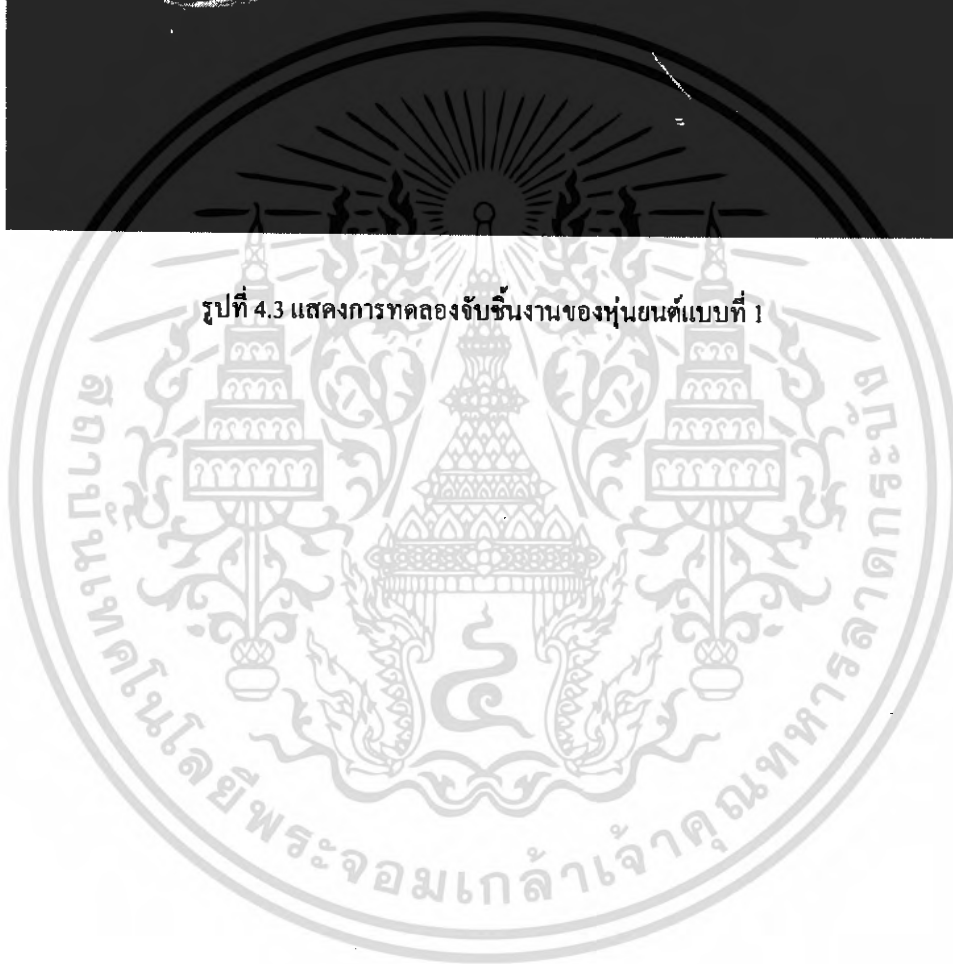 รูปที่ 4.3 แสดงการทดลองจับชิ้นงานของหุ่นยนต์แบบที่ 1
สถาบันเทคโนโลยีพระจอมเกล้าเจ้าคุณทหารลาดกระบัง